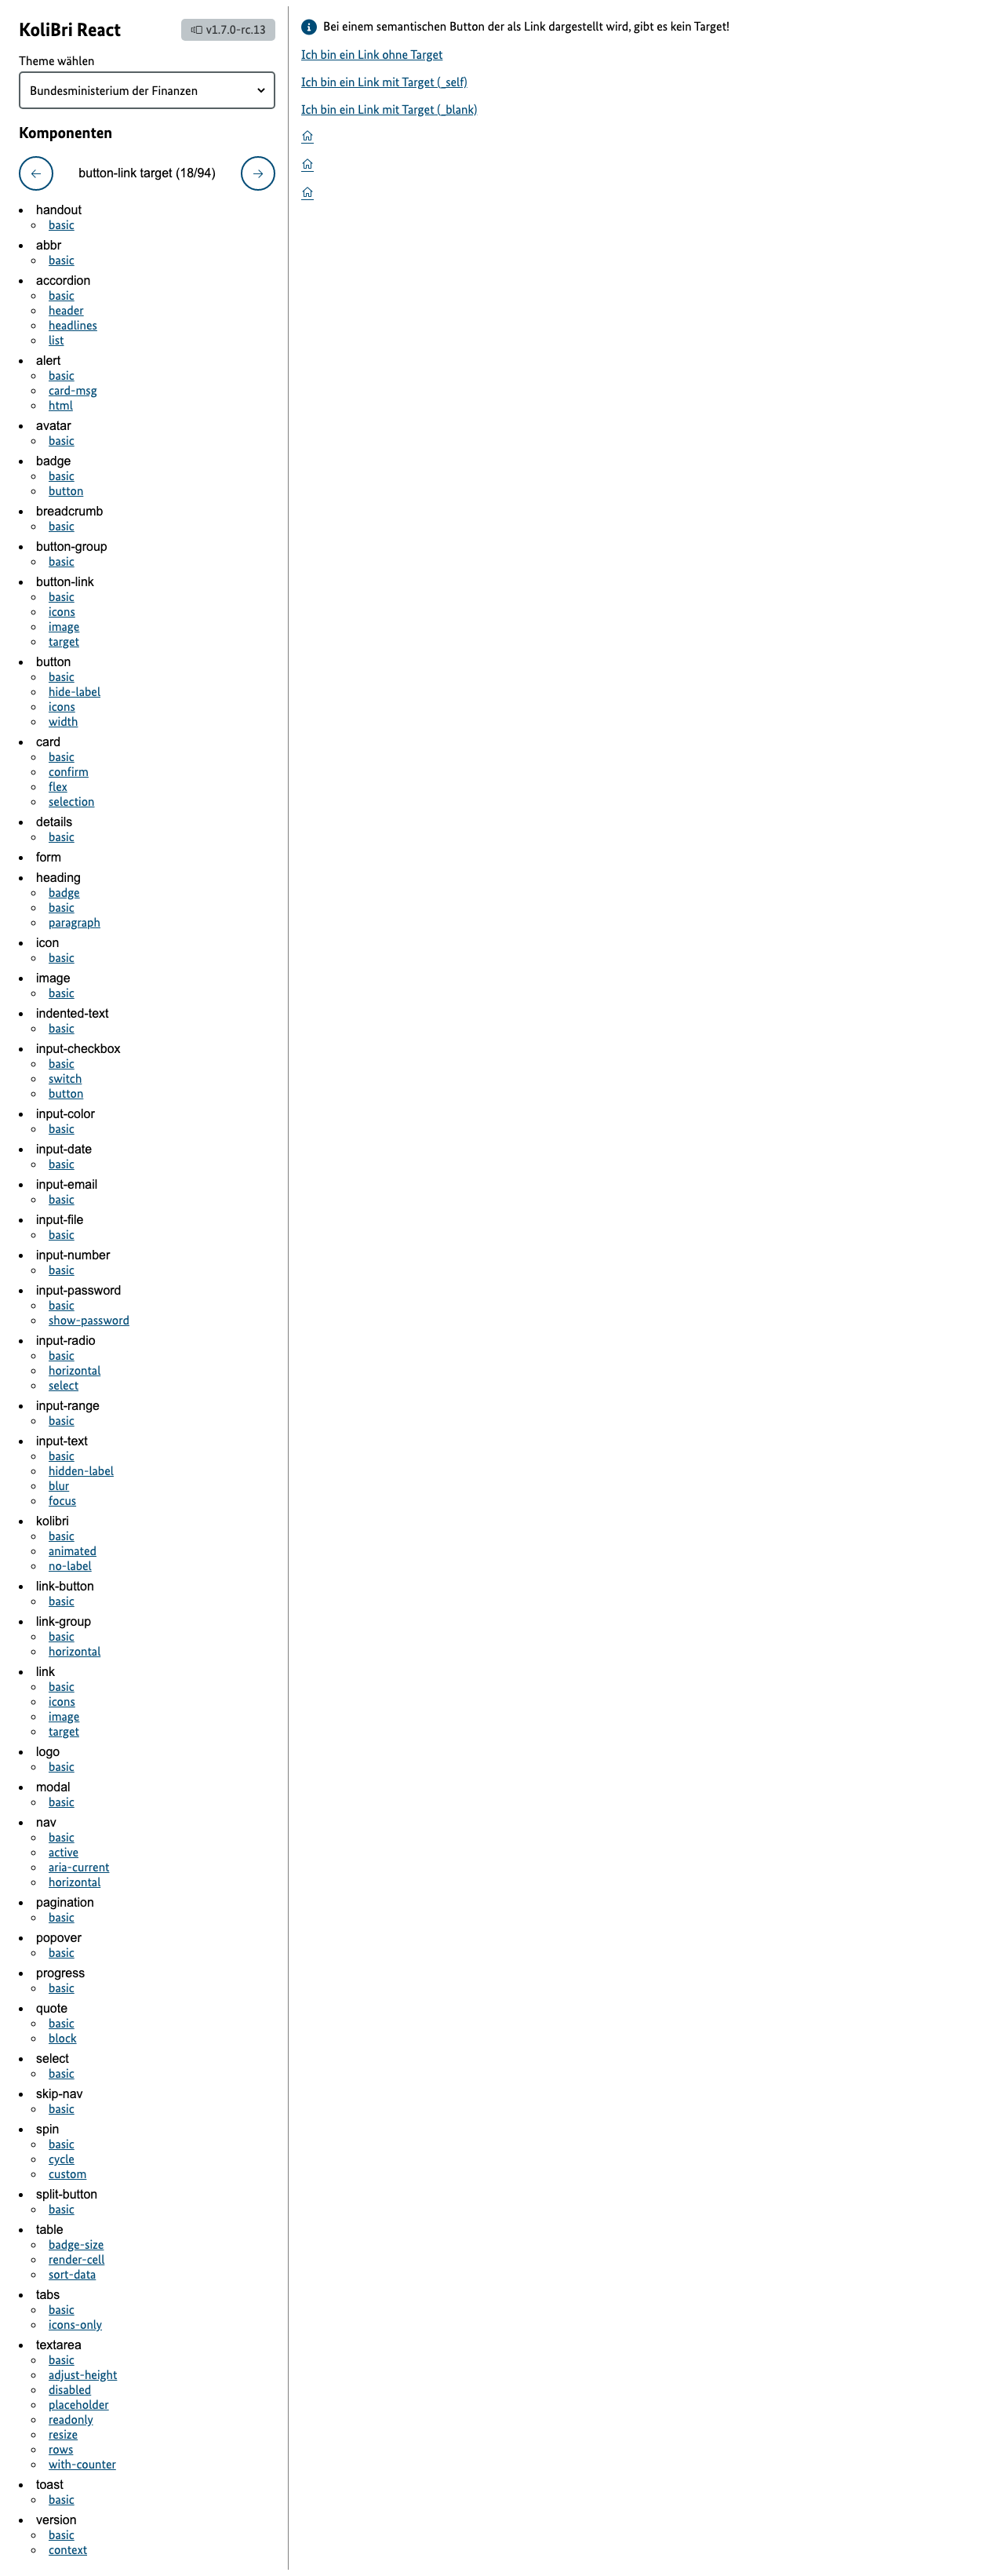 KoliBri React
v1.7.0-rc.13
Theme wählen
Bundesministerium der Finanzen
Komponenten
button-link target (18/94)
handout
basic
abbr
basic
accordion
basic
header
headlines
list
alert
basic
card-msg
html
avatar
basic
badge
basic
button
breadcrumb
basic
button-group
basic
button-link
basic
icons
image
target
button
basic
hide-label
icons
width
card
basic
confirm
flex
selection
details
basic
form
heading
badge
basic
paragraph
icon
basic
image
basic
indented-text
basic
input-checkbox
basic
switch
button
input-color
basic
input-date
basic
input-email
basic
input-file
basic
input-number
basic
input-password
basic
show-password
input-radio
basic
horizontal
select
input-range
basic
input-text
basic
hidden-label
blur
focus
kolibri
basic
animated
no-label
link-button
basic
link-group
basic
horizontal
link
basic
icons
image
target
logo
basic
modal
basic
nav
basic
active
aria-current
horizontal
pagination
basic
popover
basic
progress
basic
quote
basic
block
select
basic
skip-nav
basic
spin
basic
cycle
custom
split-button
basic
table
badge-size
render-cell
sort-data
tabs
basic
icons-only
textarea
basic
adjust-height
disabled
placeholder
readonly
resize
rows
with-counter
toast
basic
version
basic
context
Bei einem semantischen Button der als Link dargestellt wird, gibt es kein Target!
Ich bin ein Link ohne Target
Ich bin ein Link mit Target (_self)
Ich bin ein Link mit Target (_blank)